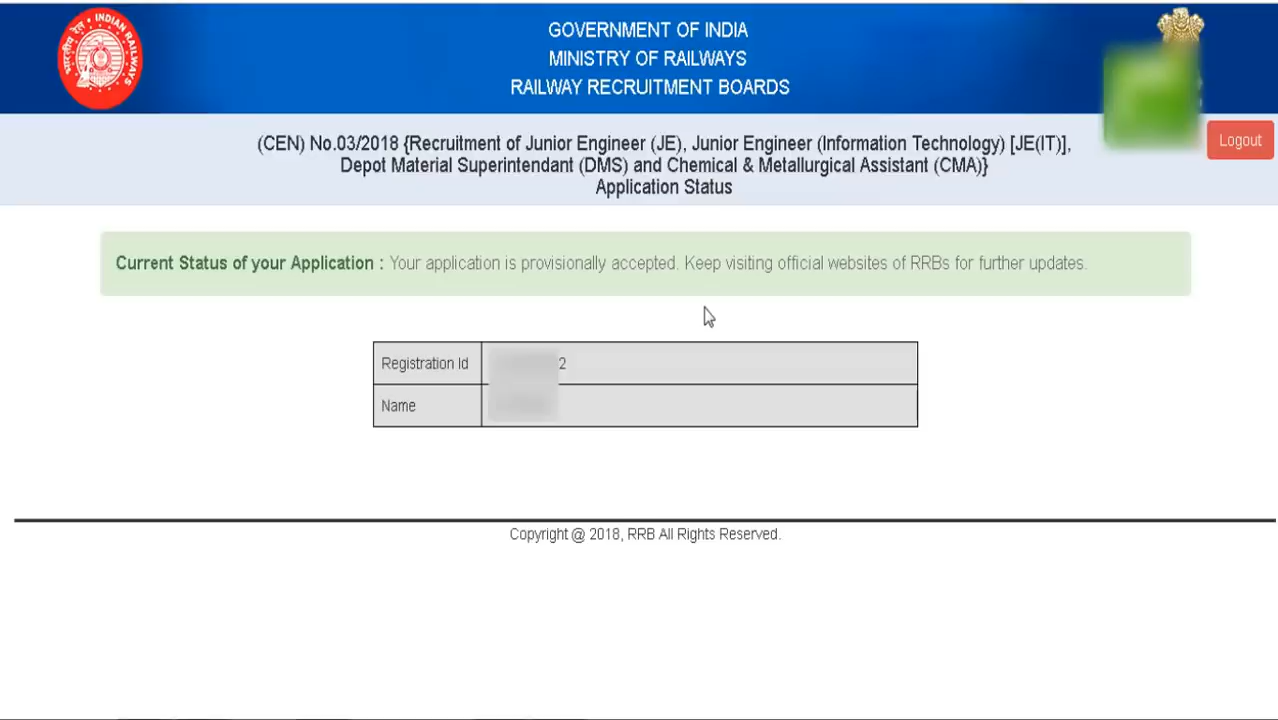 GOVERNMENT OF INDIA
MINISTRY OF RAILWAYS
RAILWAY RECRUITMENT BOARDS
INDIAN RAILWAYS
भारतीय रेल
(CEN) No.03/2018 {Recruitment of Junior Engineer (JE), Junior Engineer (Information Technology) [JE(IT)],
Depot Material Superintendant (DMS) and Chemical & Metallurgical Assistant (CMA)}
Application Status
Logout
Current Status of your Application : Your application is provisionally accepted. Keep visiting official websites of RRBs for further updates.
Registration Id 2
Name
Copyright @ 2018, RRB All Rights Reserved.